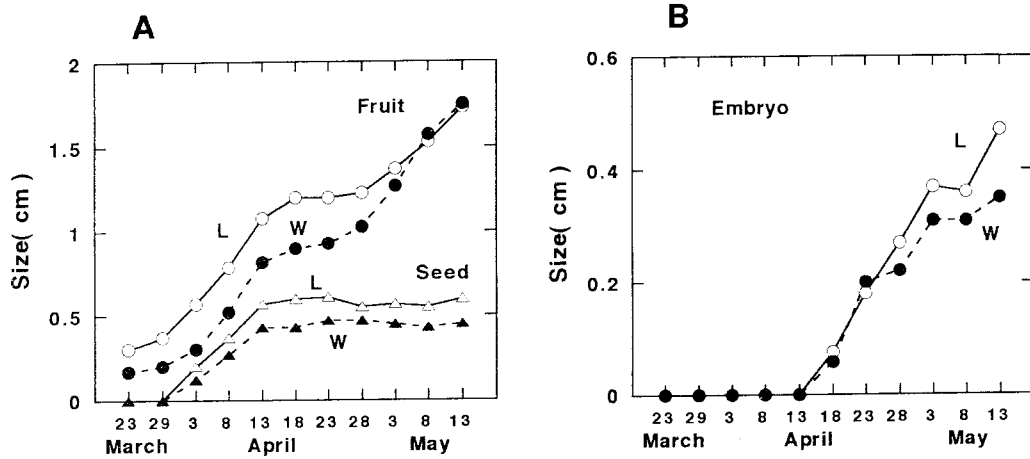 A
2
1.5
1
0.5
0
Size( cm)
Fruit
L
W
Seed
L
W
23 29 3 8 13 18 23 28 3 8 13
March April May
B
0.6
0.4
0.2
0
Size( cm)
Embryo
L
W
23 29 3 8 13 18 23 28 3 8 13
March April May